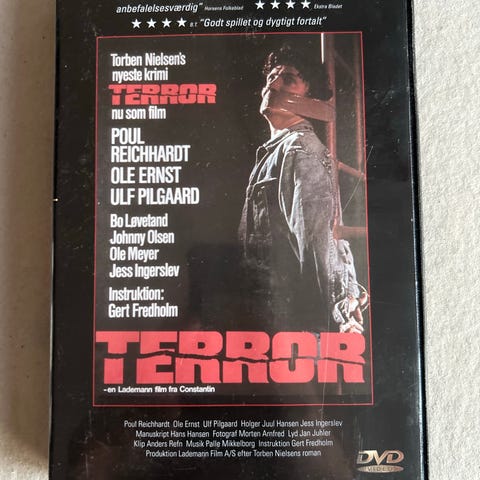 anbefalelsesværdig" Horsens Folkeblad ★★★★ Ekstra Bladet
★★★★ B.T. "Godt spillet og dygtigt fortalt"
Torben Nielsen's
nyeste krimi
TERROR
nu som film
POUL
REICHHARDT
OLE ERNST
ULF PILGAARD
Bo Løvetand
Johnny Olsen
Ole Meyer
Jess Ingerslev
Instruktion:
Gert Fredholm
TERROR
-en Lademann film fra Constantin
Poul Reichhardt Ole Ernst Ulf Pilgaard Holger Juul Hansen Jess Ingerslev
Manuskript Hans Hansen Fotograf Morten Arnfred Lyd Jan Juhler
Klip Anders Refn Musik Palle Mikkelborg Instruktion Gert Fredholm
Produktion Lademann Film A/S efter Torben Nielsens roman
DVD
VIDEO